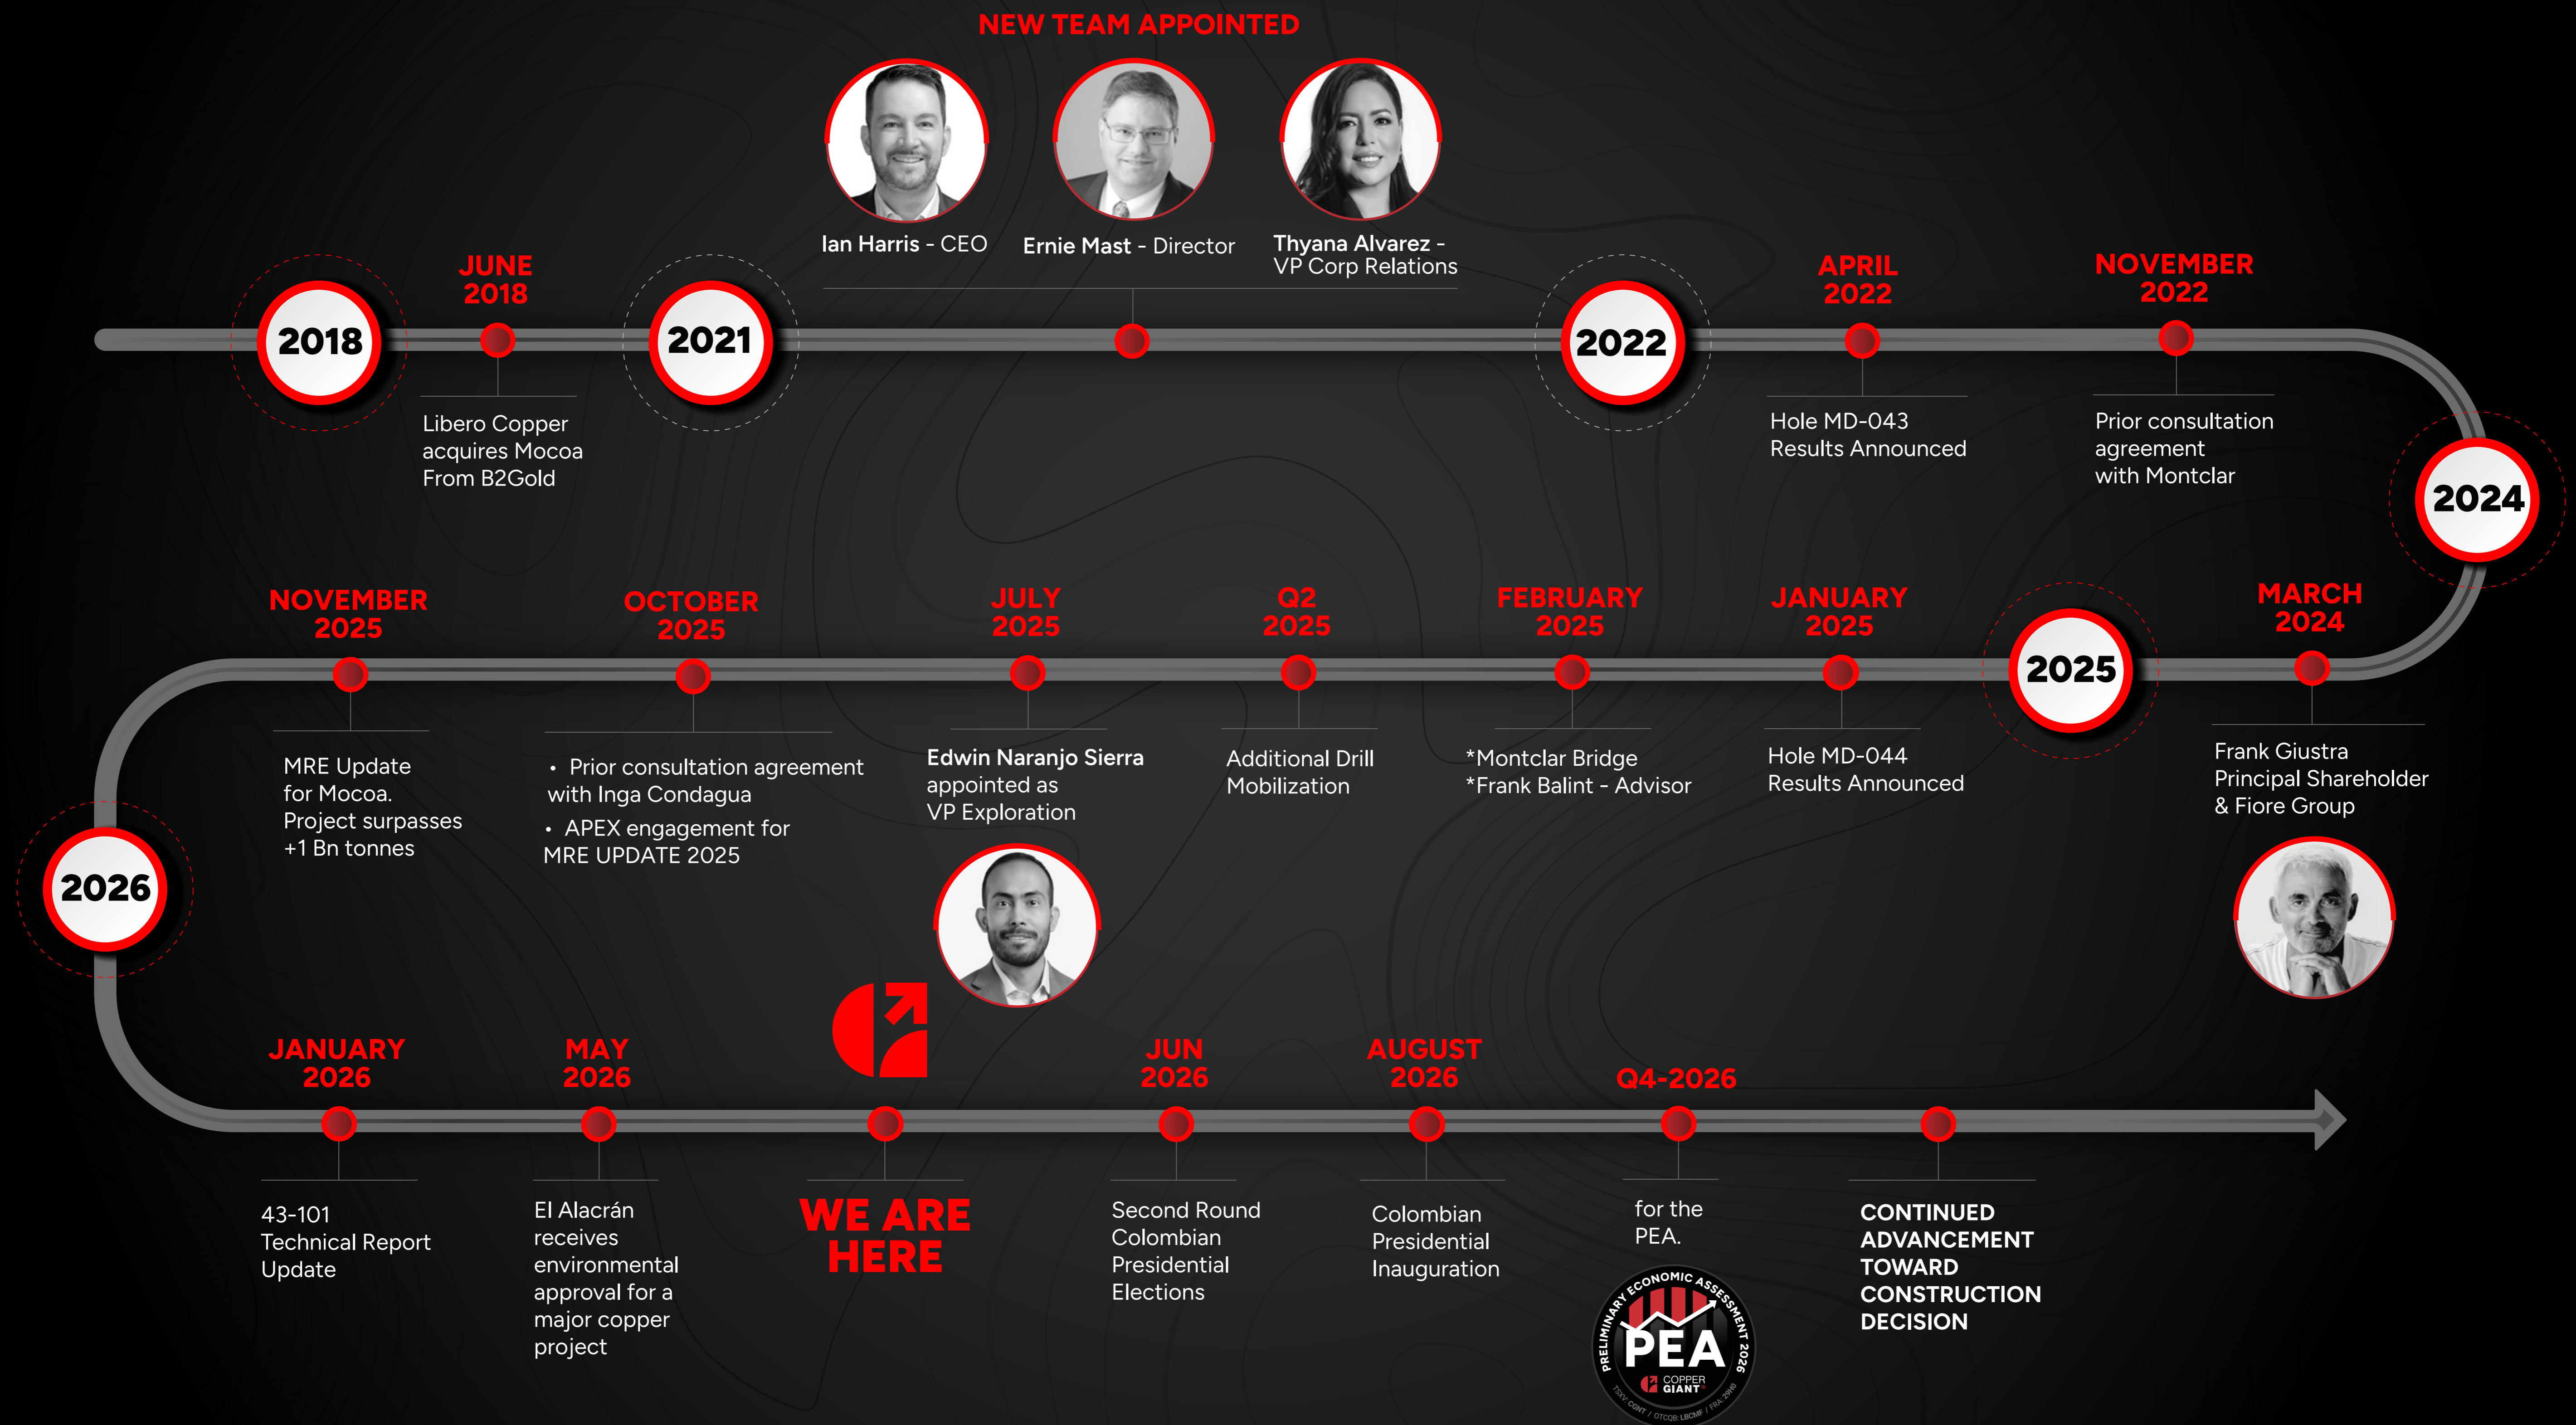 NEW TEAM APPOINTED
Ian Harris - CEO
Ernie Mast - Director
Thyana Alvarez -
VP Corp Relations
2018
JUNE
2018
Libero Copper
acquires Mocoa
From B2Gold
2021
2022
APRIL
2022
Hole MD-043
Results Announced
NOVEMBER
2022
Prior consultation
agreement
with Montclar
2024
MARCH
2024
Frank Giustra
Principal Shareholder
& Fiore Group
2025
JANUARY
2025
Hole MD-044
Results Announced
FEBRUARY
2025
*Montclar Bridge
*Frank Balint - Advisor
Q2
2025
Additional Drill
Mobilization
JULY
2025
Edwin Naranjo Sierra
appointed as
VP Exploration
OCTOBER
2025
• Prior consultation agreement
with Inga Condagua
• APEX engagement for
MRE UPDATE 2025
NOVEMBER
2025
MRE Update
for Mocoa.
Project surpasses
+1 Bn tonnes
2026
JANUARY
2026
43-101
Technical Report
Update
MAY
2026
El Alacrán
receives
environmental
approval for a
major copper
project
WE ARE
HERE
JUN
2026
Second Round
Colombian
Presidential
Elections
AUGUST
2026
Colombian
Presidential
Inauguration
Q4-2026
for the
PEA.
PRELIMINARY ECONOMIC ASSESSMENT 2026
PEA
COPPER
GIANT
TSXV: CGNT / OTCQB: LBCMF / FRA: 29H0
CONTINUED
ADVANCEMENT
TOWARD
CONSTRUCTION
DECISION